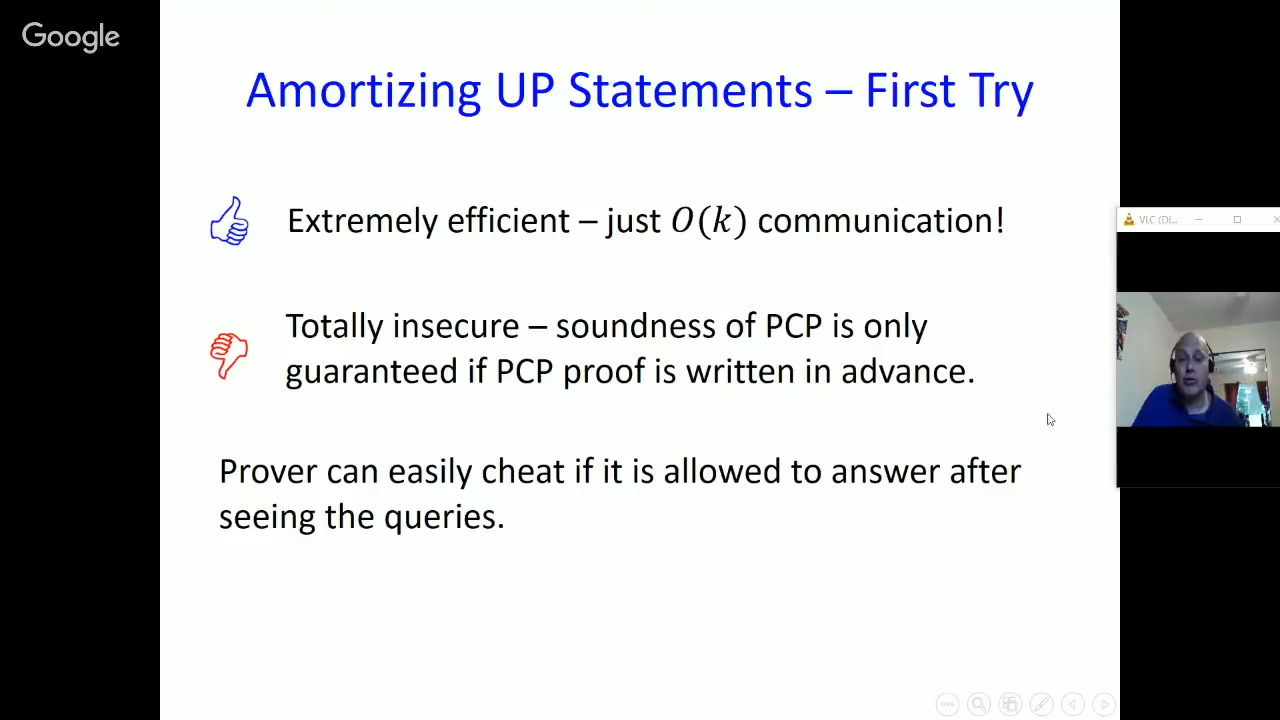 Google
Amortizing UP Statements – First Try
Extremely efficient – just O(k) communication!
VLC (Di...
Totally insecure – soundness of PCP is only
guaranteed if PCP proof is written in advance.
Prover can easily cheat if it is allowed to answer after
seeing the queries.